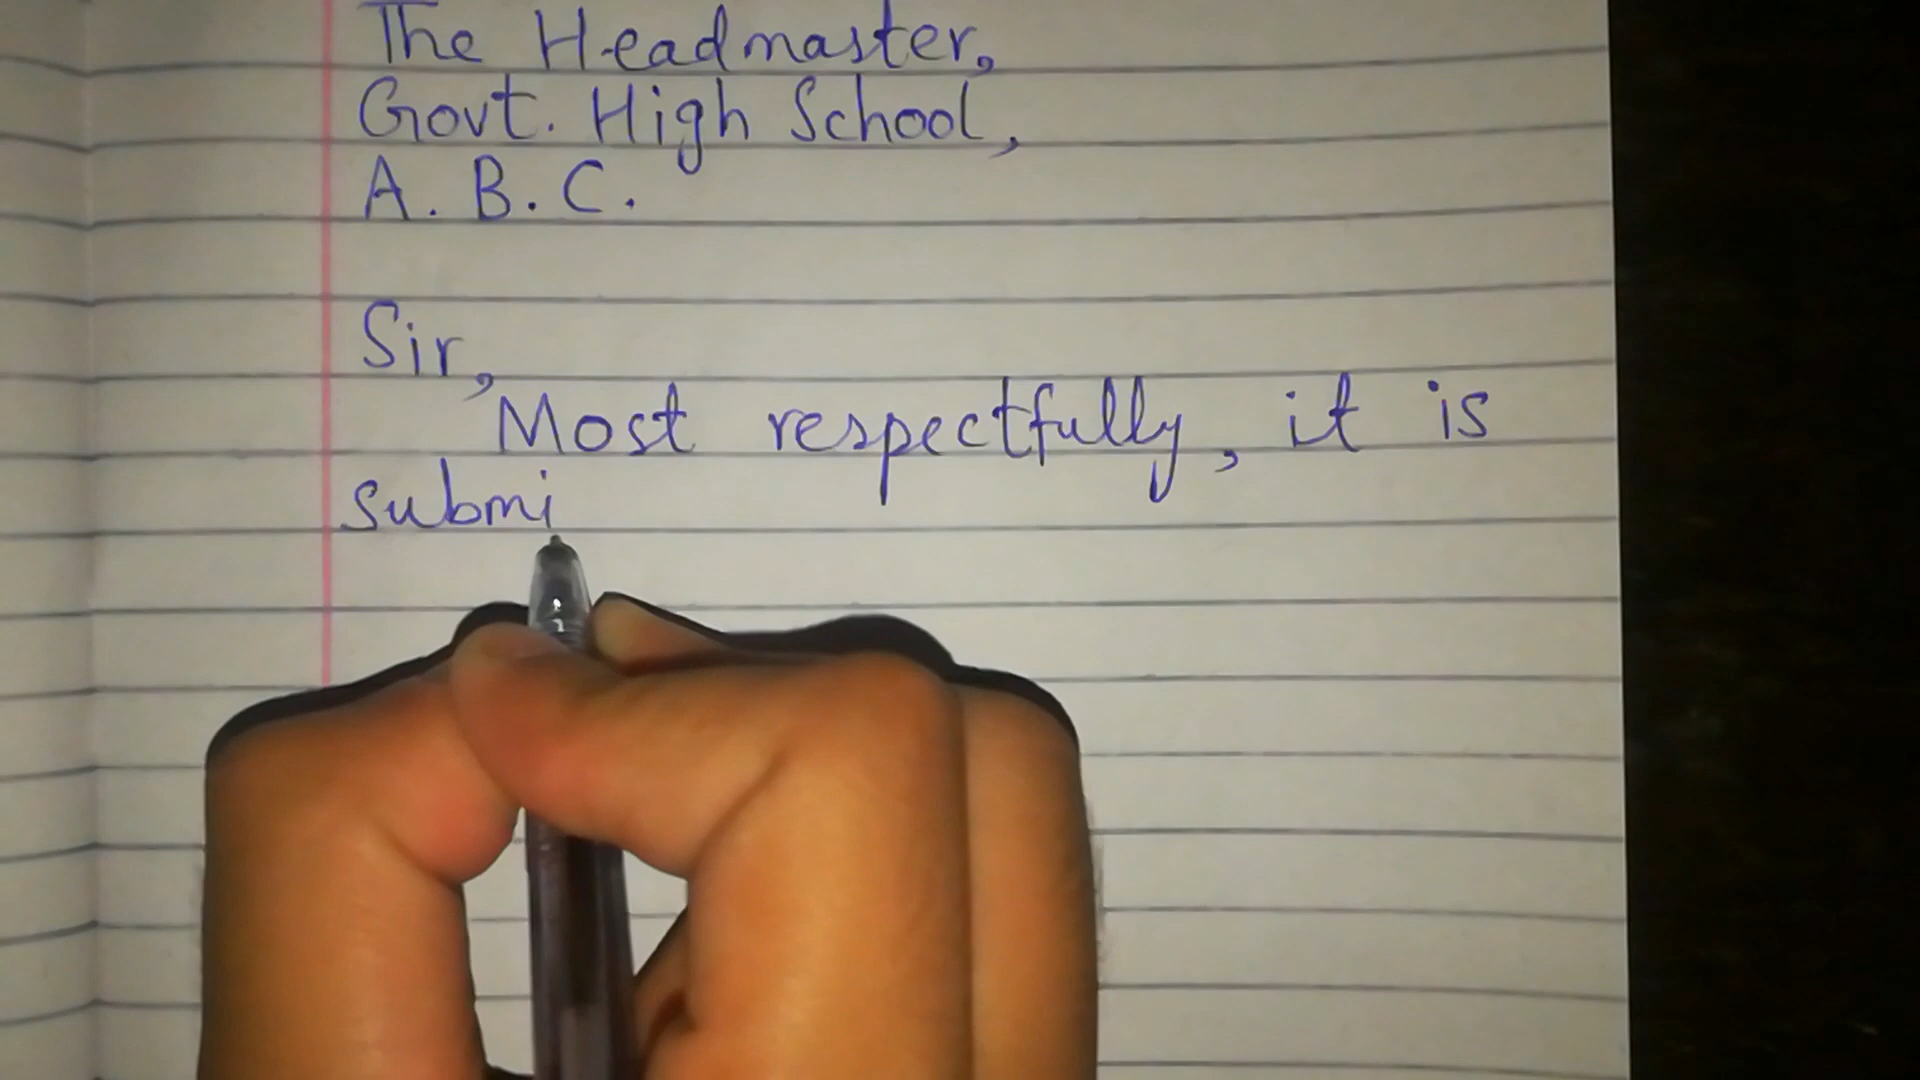 The Headmaster,
Govt. High School,
A. B. C.
Sir,
Most respectfully, it is
submi